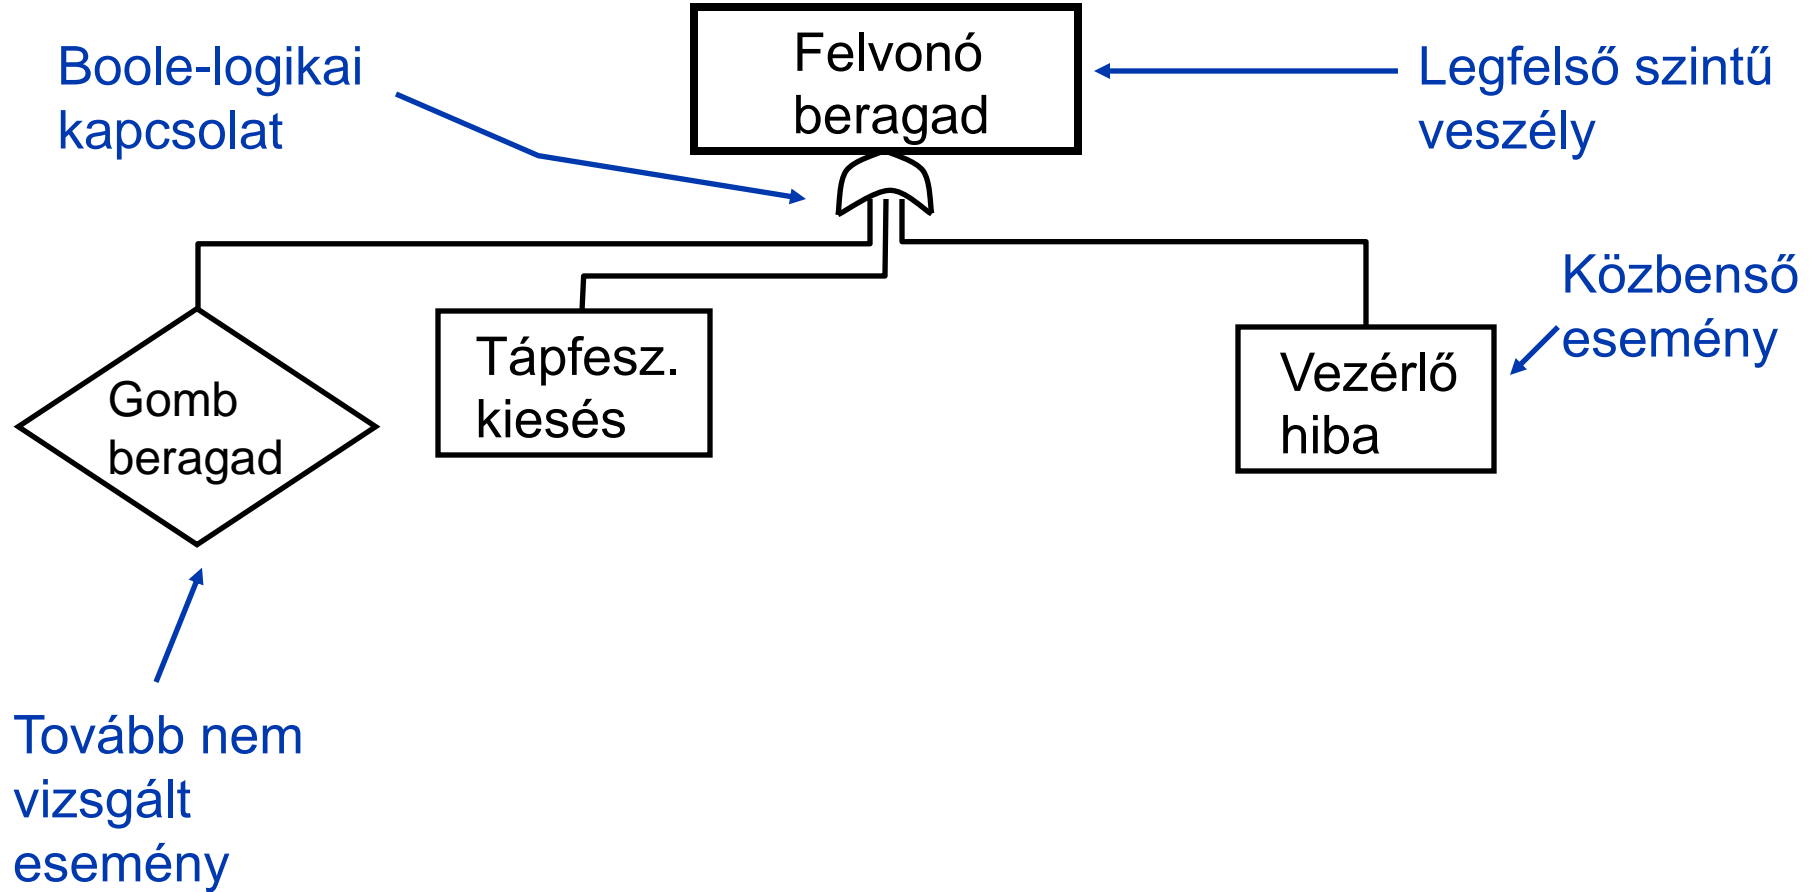 Boole-logikai
kapcsolat
Felvonó
beragad
Legfelső szintű
veszély
Közbenső
esemény
Gomb
beragad
Tápfesz.
kiesés
Vezérlő
hiba
Tovább nem
vizsgált
esemény